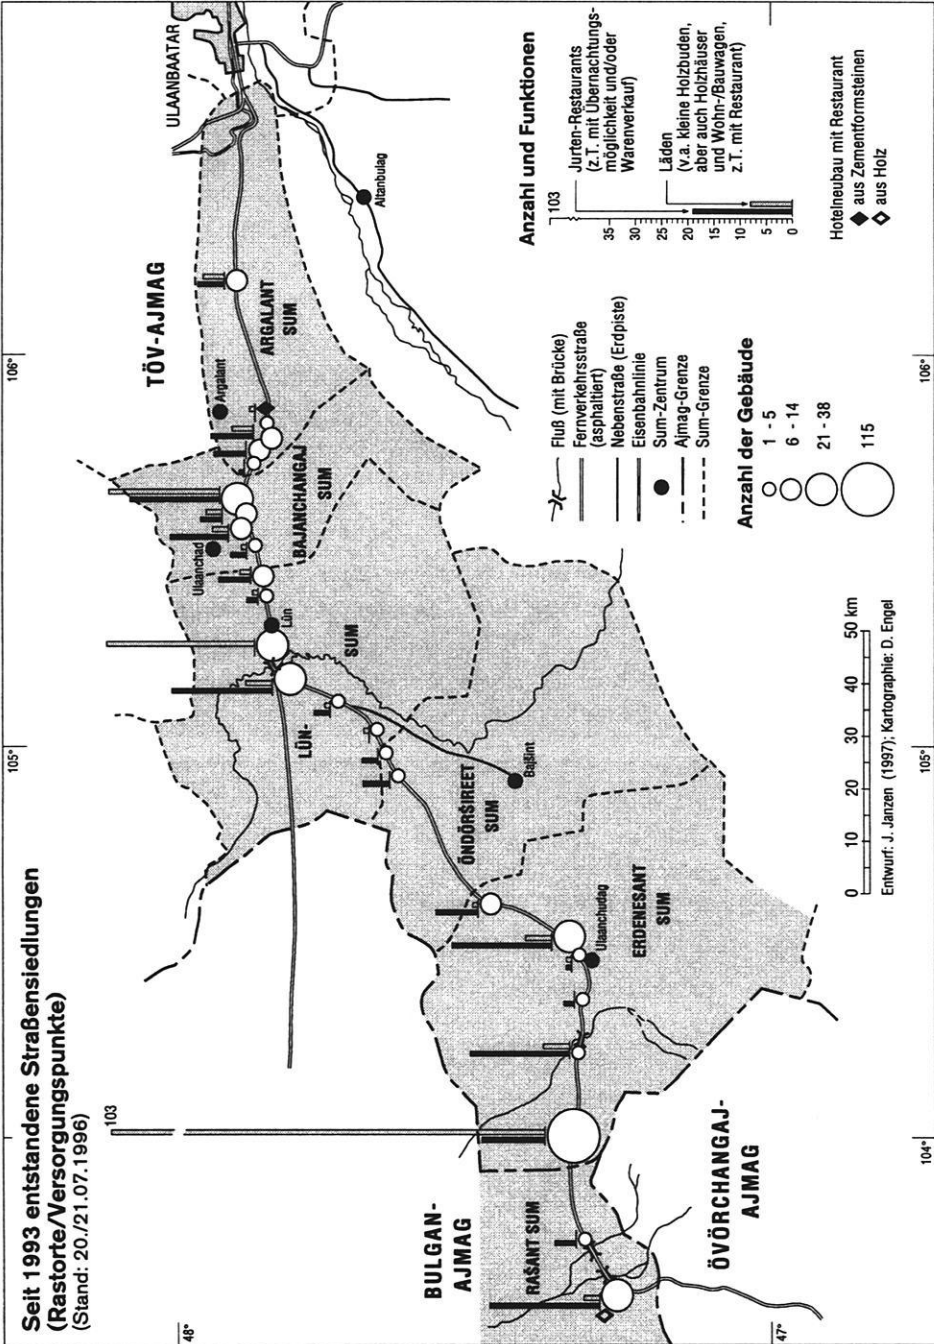 Seit 1993 entstandene Straßensiedlungen
(Rastorte/Versorgungspunkte)
(Stand: 20./21.07.1996)
104°
105°
106°
48°
47°
103
BULGAN-
AJMAG
RAŠANT SUM
ÖVÖRCHANGAJ-
AJMAG
ERDENESANT
SUM
Ulaanchudag
ÖNDÖRŠIREET
SUM
Bajšint
LÜN-
SUM
Lün
Ulaanchad
BAJANCHANGAJ
SUM
Argalant
ARGALANT
SUM
TÖV-AJMAG
ULAANBAATAR
Altanbulag
Fluß (mit Brücke)
Fernverkehrsstraße
(asphaltiert)
Nebenstraße (Erdpiste)
Eisenbahnlinie
Sum-Zentrum
Ajmag-Grenze
Sum-Grenze
Anzahl der Gebäude
1 - 5
6 - 14
21 - 38
115
Anzahl und Funktionen
103
35
30
25
20
15
10
5
0
Jurten-Restaurants
(z.T. mit Übernachtungs-
möglichkeit und/oder
Warenverkauf)
Läden
(v.a. kleine Holzbuden,
aber auch Holzhäuser
und Wohn-/Bauwagen,
z.T. mit Restaurant)
Hotelneubau mit Restaurant
aus Zementformsteinen
aus Holz
0 10 20 30 40 50 km
Entwurf: J. Janzen (1997); Kartographie: D. Engel
104°
105°
106°